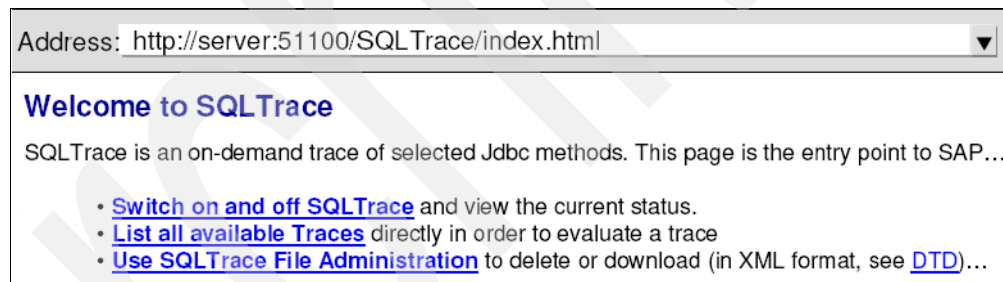 Address: http://server:51100/SQLTrace/index.html
Welcome to SQLTrace
SQLTrace is an on-demand trace of selected Jdbc methods. This page is the entry point to SAP...
• Switch on and off SQLTrace and view the current status.
• List all available Traces directly in order to evaluate a trace
• Use SQLTrace File Administration to delete or download (in XML format, see DTD)...